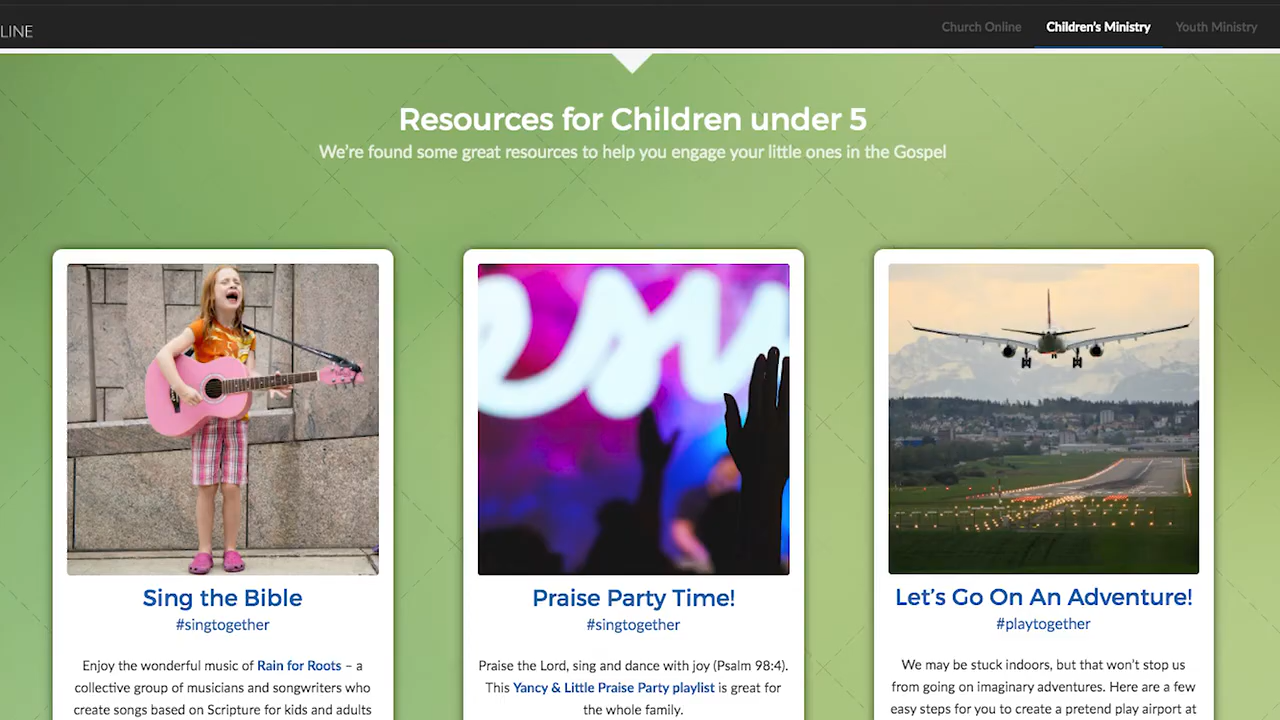 LINE
Church Online
Children's Ministry
Youth Ministry
Resources for Children under 5
We're found some great resources to help you engage your little ones in the Gospel
Sing the Bible
#singtogether
Enjoy the wonderful music of Rain for Roots – a
collective group of musicians and songwriters who
create songs based on Scripture for kids and adults
Praise Party Time!
#singtogether
Praise the Lord, sing and dance with joy (Psalm 98:4).
This Yancy & Little Praise Party playlist is great for
the whole family.
Let's Go On An Adventure!
#playtogether
We may be stuck indoors, but that won't stop us
from going on imaginary adventures. Here are a few
easy steps for you to create a pretend play airport at